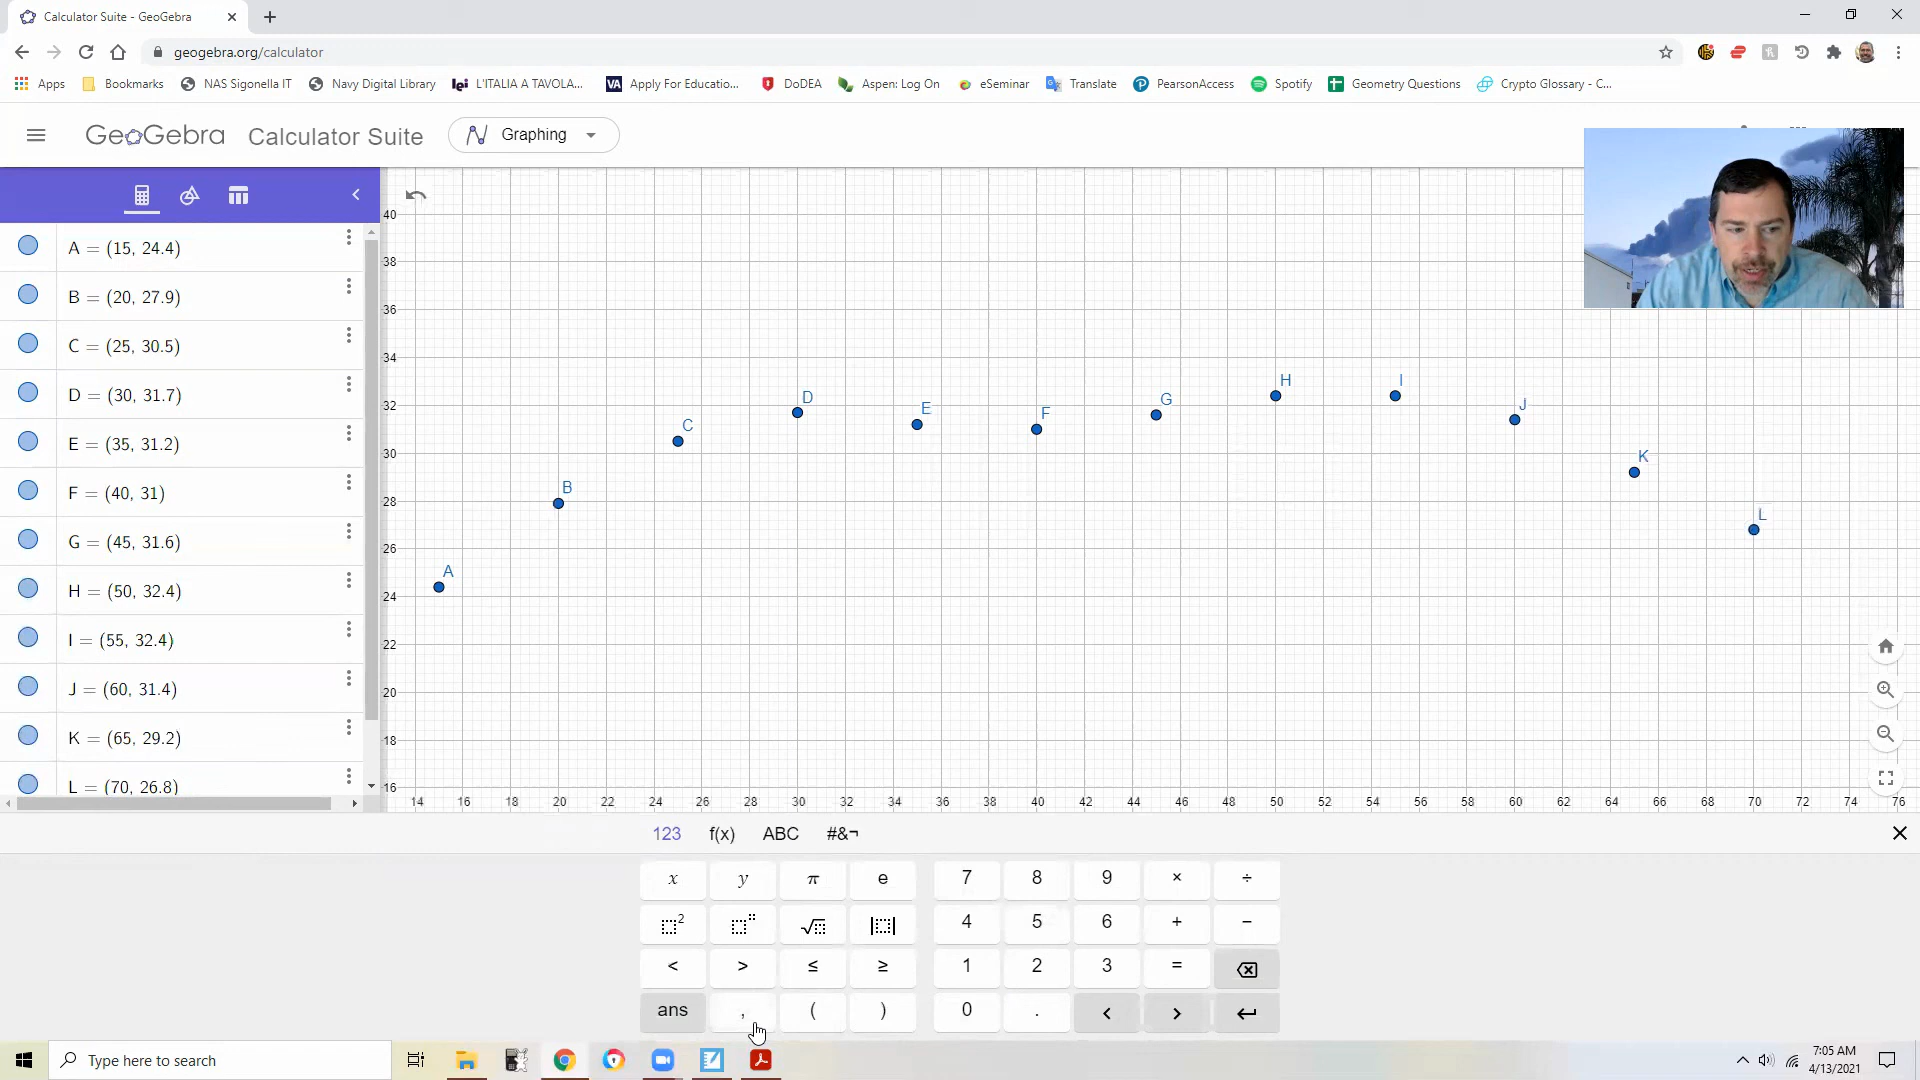 Calculator Suite - GeoGebra
geogebra.org/calculator
Apps
Bookmarks
NAS Sigonella IT
Navy Digital Library
lei L'ITALIA A TAVOLA...
VA Apply For Educatio...
DoDEA
Aspen: Log On
eSeminar
Translate
PearsonAccess
Spotify
Geometry Questions
Crypto Glossary - C...
GeoGebra
Calculator Suite
Graphing
A = (15, 24.4)
B = (20, 27.9)
C = (25, 30.5)
D = (30, 31.7)
E = (35, 31.2)
F = (40, 31)
G = (45, 31.6)
H = (50, 32.4)
I = (55, 32.4)
J = (60, 31.4)
K = (65, 29.2)
L = (70, 26.8)
40
38
36
34
32
30
28
26
24
22
20
18
16
A
B
C
D
E
F
G
H
I
J
K
L
14 16 18 20 22 24 26 28 30 32 34 36 38 40 42 44 46 48 50 52 54 56 58 60 62 64 66 68 70 72 74 76
123 f(x) ABC #&¬
x y π e 7 8 9 × ÷
2 √ 4 5 6 + −
< > ≤ ≥ 1 2 3 =
ans , ( ) 0 . < >
Type here to search
7:05 AM
4/13/2021